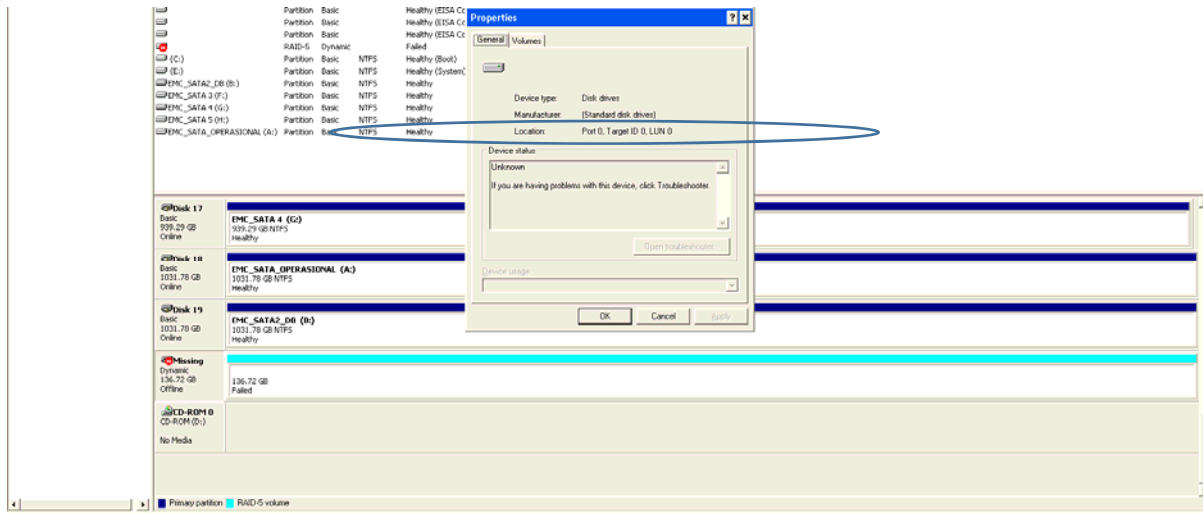 Partition Basic Healthy (EISA Co
Partition Basic Healthy (EISA Co
Partition Basic Healthy (EISA Co
RAID-5 Dynamic Failed
(C:) Partition Basic NTFS Healthy (Boot)
(E:) Partition Basic NTFS Healthy (System)
EMC_SATA2_DB (B:) Partition Basic NTFS Healthy
EMC_SATA 3 (F:) Partition Basic NTFS Healthy
EMC_SATA 4 (G:) Partition Basic NTFS Healthy
EMC_SATA 5 (H:) Partition Basic NTFS Healthy
EMC_SATA_OPERASIONAL (A:) Partition Basic NTFS Healthy
Properties
General Volumes
Device type: Disk drives
Manufacturer: (Standard disk drives)
Location: Port 0, Target ID 0, LUN 0
Device status
Unknown
If you are having problems with this device, click Troubleshooter.
Open troubleshooter...
Device usage:
OK Cancel Apply
Disk 17
Basic
939.29 GB
Online
EMC_SATA 4 (G:)
939.29 GB NTFS
Healthy
Disk 18
Basic
1031.78 GB
Online
EMC_SATA_OPERASIONAL (A:)
1031.78 GB NTFS
Healthy
Disk 19
Basic
1031.78 GB
Online
EMC_SATA2_DB (B:)
1031.78 GB NTFS
Healthy
Missing
Dynamic
136.72 GB
Offline
136.72 GB
Failed
CD-ROM 0
CD-ROM (D:)
No Media
Primary partition RAID-5 volume